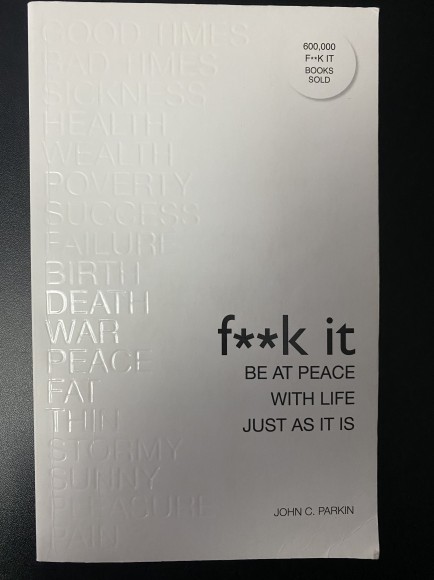 GOOD TIMES
BAD TIMES
SICKNESS
HEALTH
WEALTH
POVERTY
SUCCESS
FAILURE
BIRTH
DEATH
WAR
PEACE
FAT
THIN
STORMY
SUNNY
PLEASURE
PAIN
600,000
F**K IT
BOOKS
SOLD
f**k it
BE AT PEACE
WITH LIFE
JUST AS IT IS
JOHN C. PARKIN